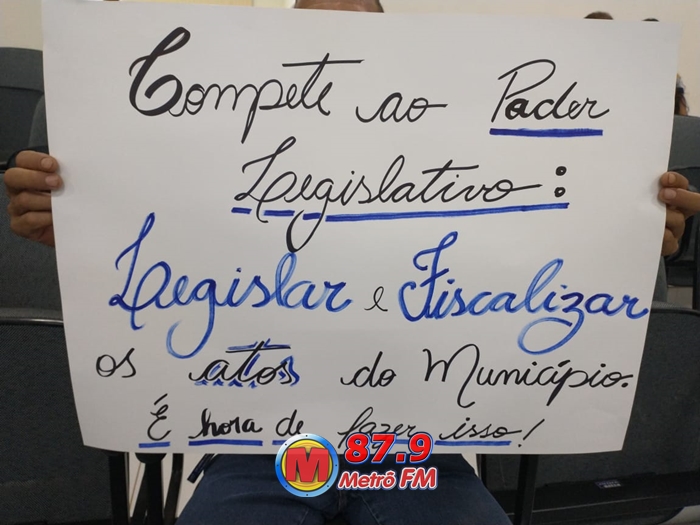 Compete ao Poder
Legislativo:
Legislar e Fiscalizar
os atos do Município.
É hora de fazer isso!
M 87.9
Metrô FM